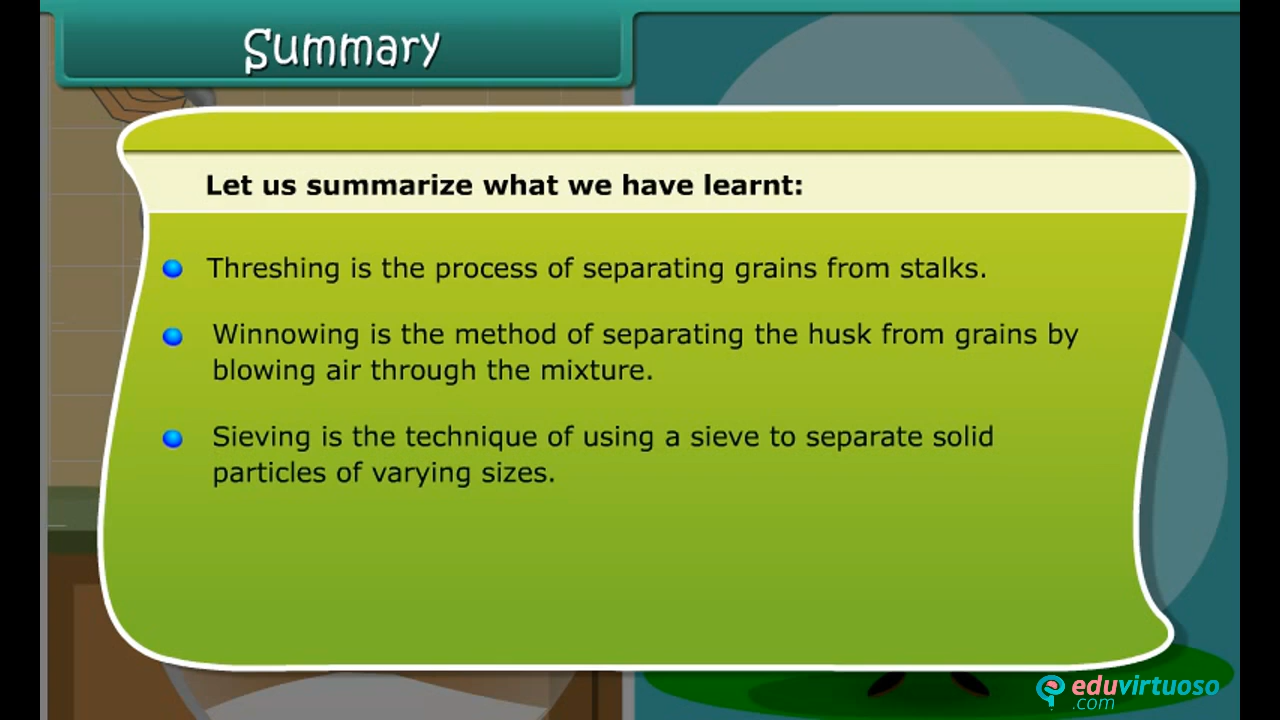 Summary
Let us summarize what we have learnt:
Threshing is the process of separating grains from stalks.
Winnowing is the method of separating the husk from grains by
blowing air through the mixture.
Sieving is the technique of using a sieve to separate solid
particles of varying sizes.
eduvirtuoso
.com